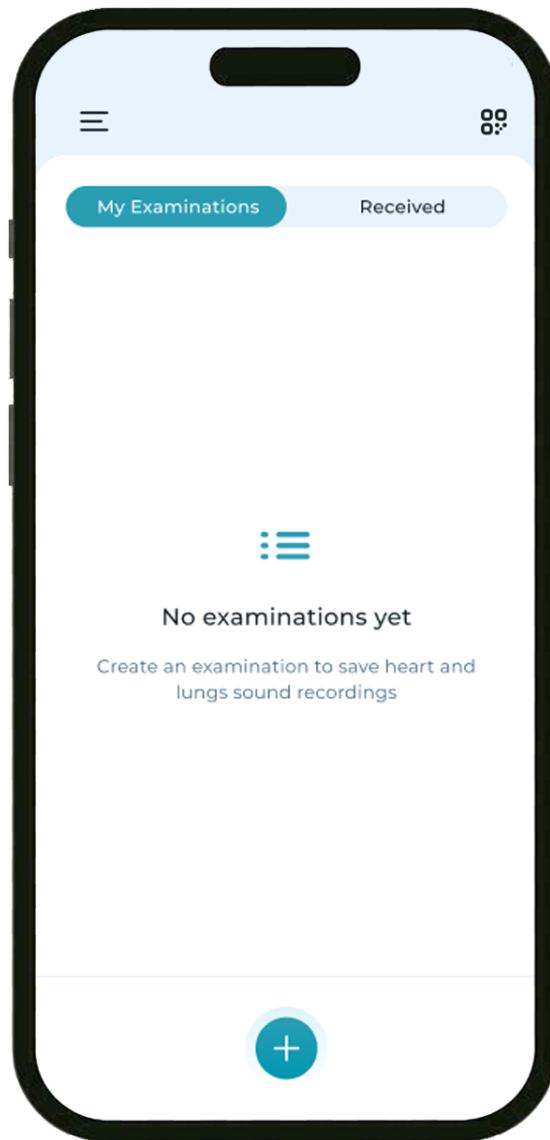 My Examinations
Received
No examinations yet
Create an examination to save heart and
lungs sound recordings